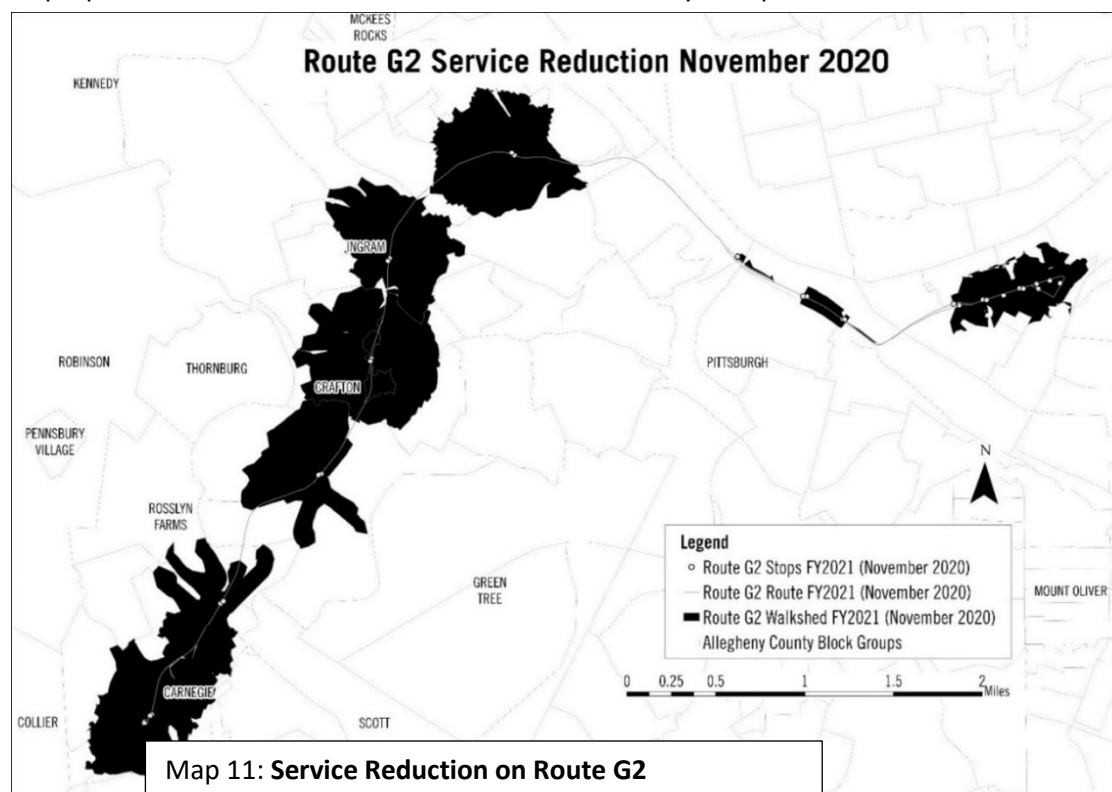 MCKEES
ROCKS
Route G2 Service Reduction November 2020
KENNEDY
INGRAM
ROBINSON
THORNBURG
PITTSBURGH
CRAFTON
PENNSBURY
VILLAGE
N
ROSSLYN
FARMS
Legend
Route G2 Stops FY2021 (November 2020)
Route G2 Route FY2021 (November 2020)
Route G2 Walkshed FY2021 (November 2020)
Allegheny County Block Groups
GREEN
TREE
MOUNT OLIVER
0 0.25 0.5 1 1.5 2
Miles
CARNEGIE
COLLIER
SCOTT
Map 11: Service Reduction on Route G2